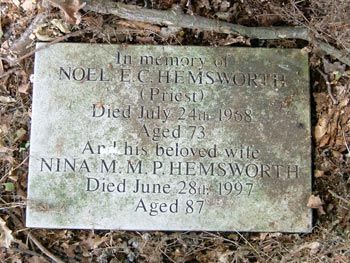 In memory of
NOEL E.C. HEMSWORTH
(Priest)
Died July 24th. 1968
Aged 73
And his beloved wife
NINA M. M. P. HEMSWORTH
Died June 28th. 1997
Aged 87